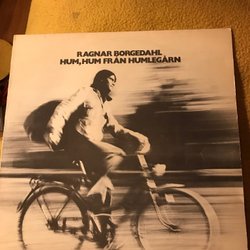 RAGNAR BORGEDAHL
HUM, HUM FRÅN HUMLEGÅRN